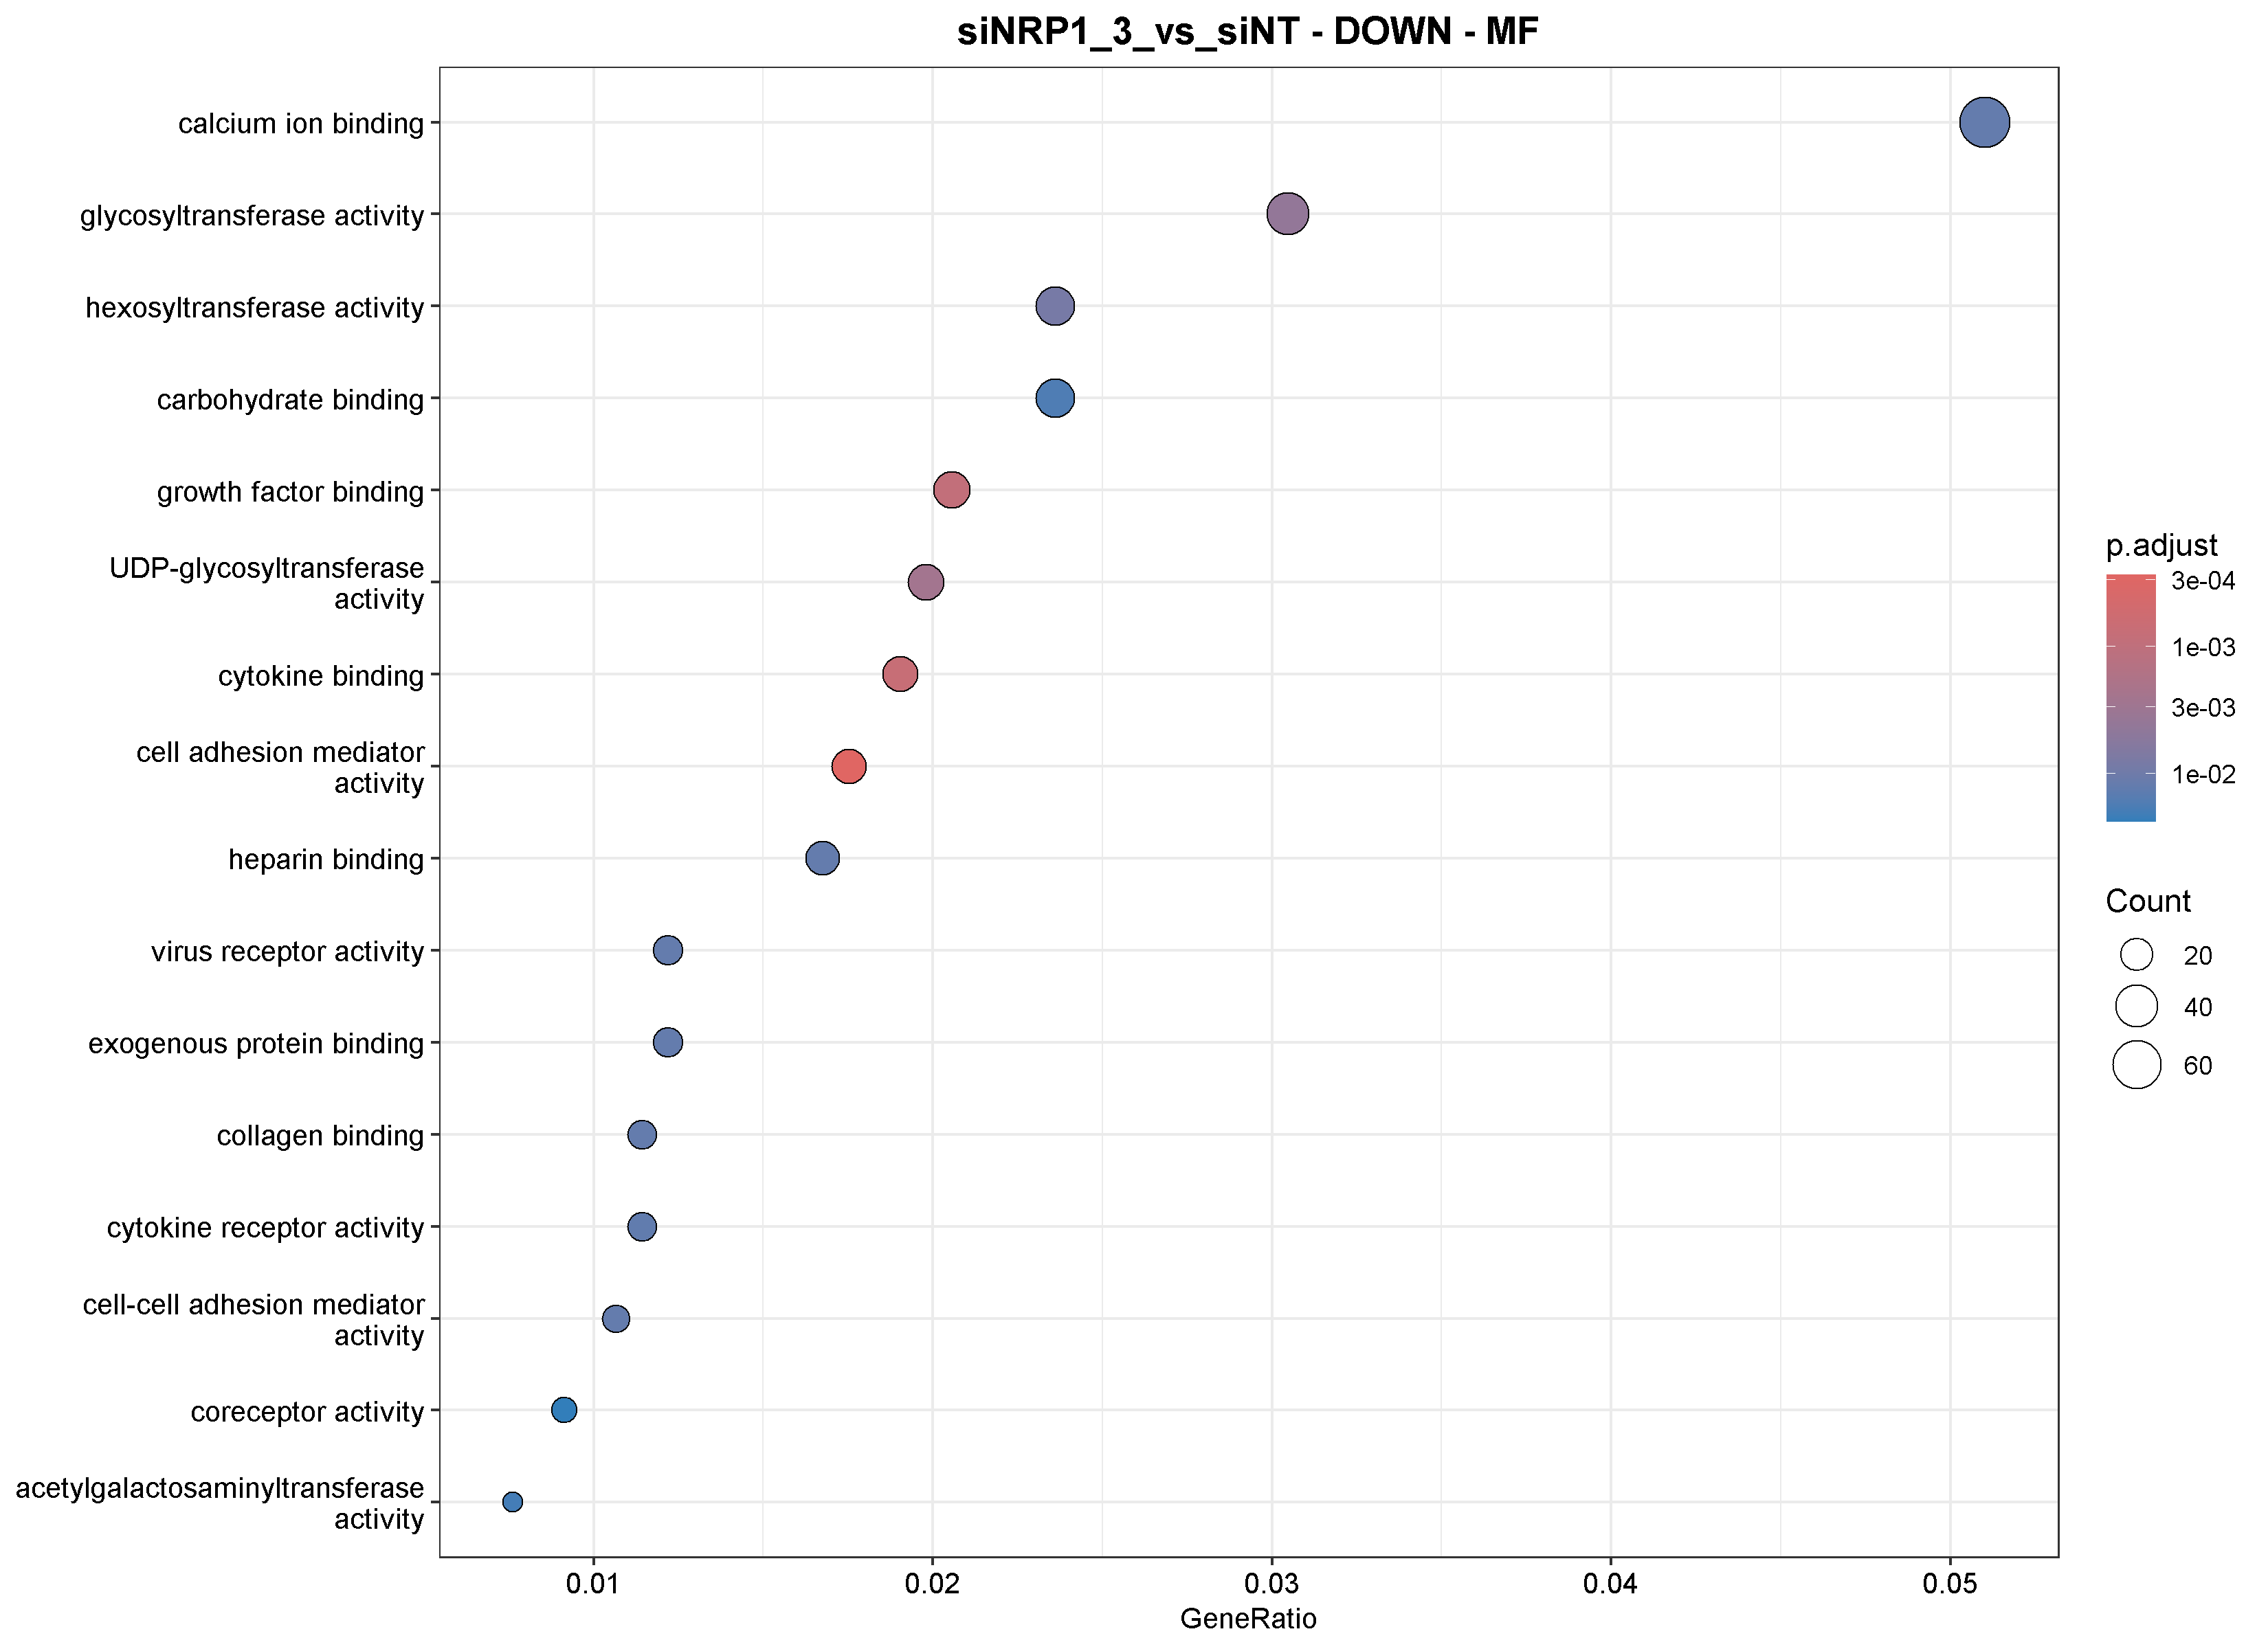 siNRP1_3_vs_siNT - DOWN - MF
calcium ion binding
glycosyltransferase activity
hexosyltransferase activity
carbohydrate binding
growth factor binding
UDP-glycosyltransferase
activity
cytokine binding
cell adhesion mediator
activity
heparin binding
virus receptor activity
exogenous protein binding
collagen binding
cytokine receptor activity
cell-cell adhesion mediator
activity
coreceptor activity
acetylgalactosaminyltransferase
activity
0.01
0.02
0.03
0.04
0.05
GeneRatio
p.adjust
3e-04
1e-03
3e-03
1e-02
Count
20
40
60